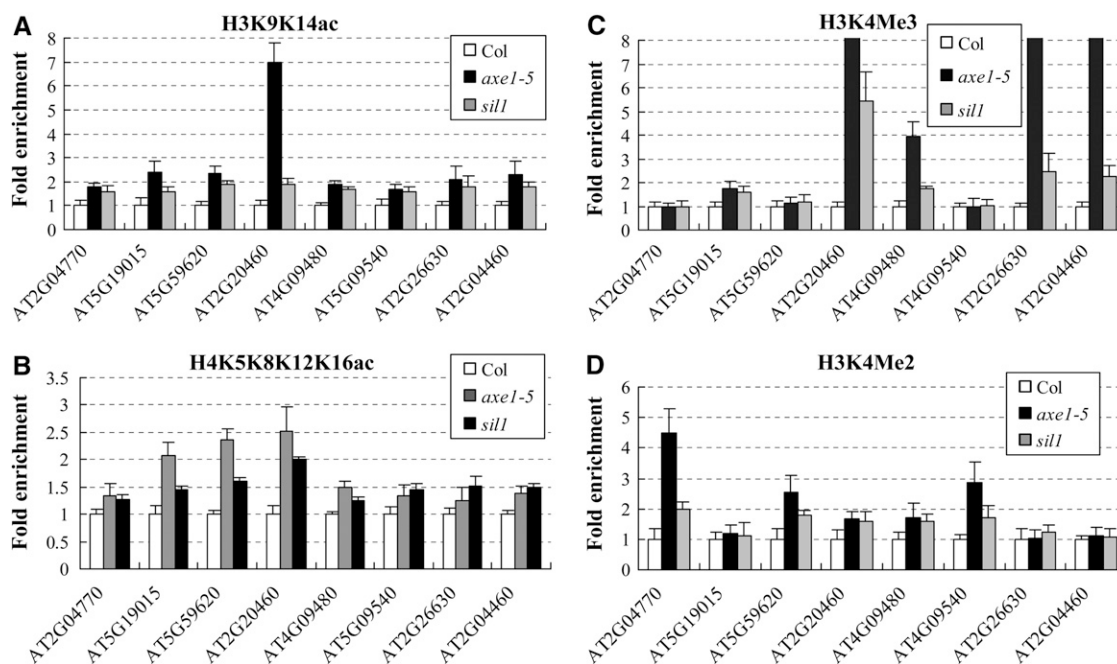 A
H3K9K14ac
Fold enrichment
8
7
6
5
4
3
2
1
0
Col
axe1-5
sil1
AT2G04770
AT5G19015
AT5G59620
AT2G20460
AT4G09480
AT5G09540
AT2G26630
AT2G04460
C
H3K4Me3
Fold enrichment
8
7
6
5
4
3
2
1
0
Col
axe1-5
sil1
AT2G04770
AT5G19015
AT5G59620
AT2G20460
AT4G09480
AT4G09540
AT2G26630
AT2G04460
B
H4K5K8K12K16ac
Fold enrichment
3.5
3
2.5
2
1.5
1
0.5
0
Col
axe1-5
sil1
AT2G04770
AT5G19015
AT5G59620
AT2G20460
AT4G09480
AT5G09540
AT2G26630
AT2G04460
D
H3K4Me2
Fold enrichment
6
5
4
3
2
1
0
Col
axe1-5
sil1
AT2G04770
AT5G19015
AT5G59620
AT2G20460
AT4G09480
AT4G09540
AT2G26630
AT2G04460